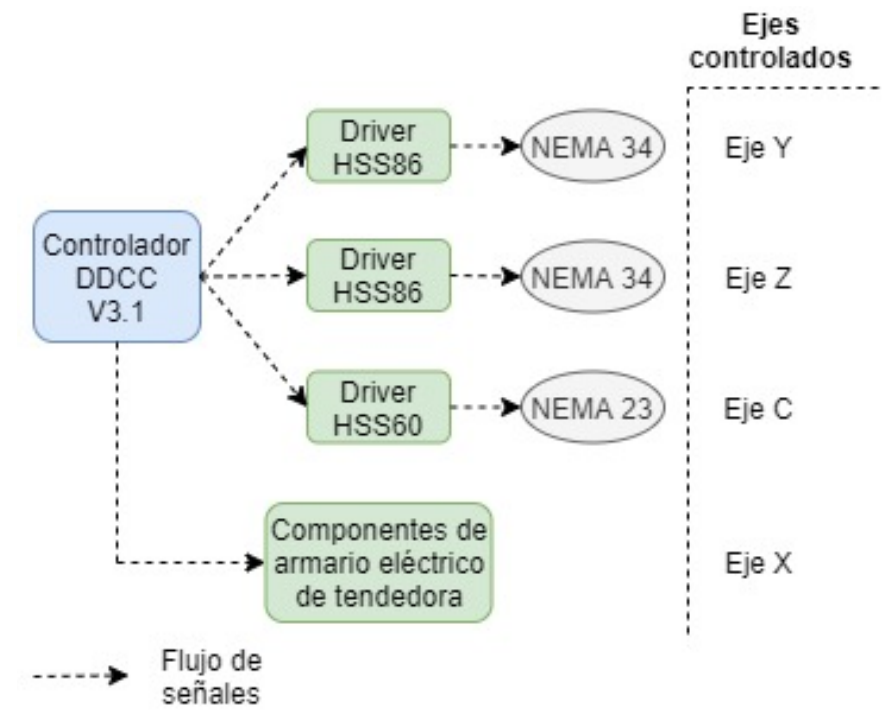 Ejes
controlados
Driver
HSS86
NEMA 34
Eje Y
Controlador
DDCC
V3.1
Driver
HSS86
NEMA 34
Eje Z
Driver
HSS60
NEMA 23
Eje C
Componentes de
armario eléctrico
de tendedora
Eje X
Flujo de
señales